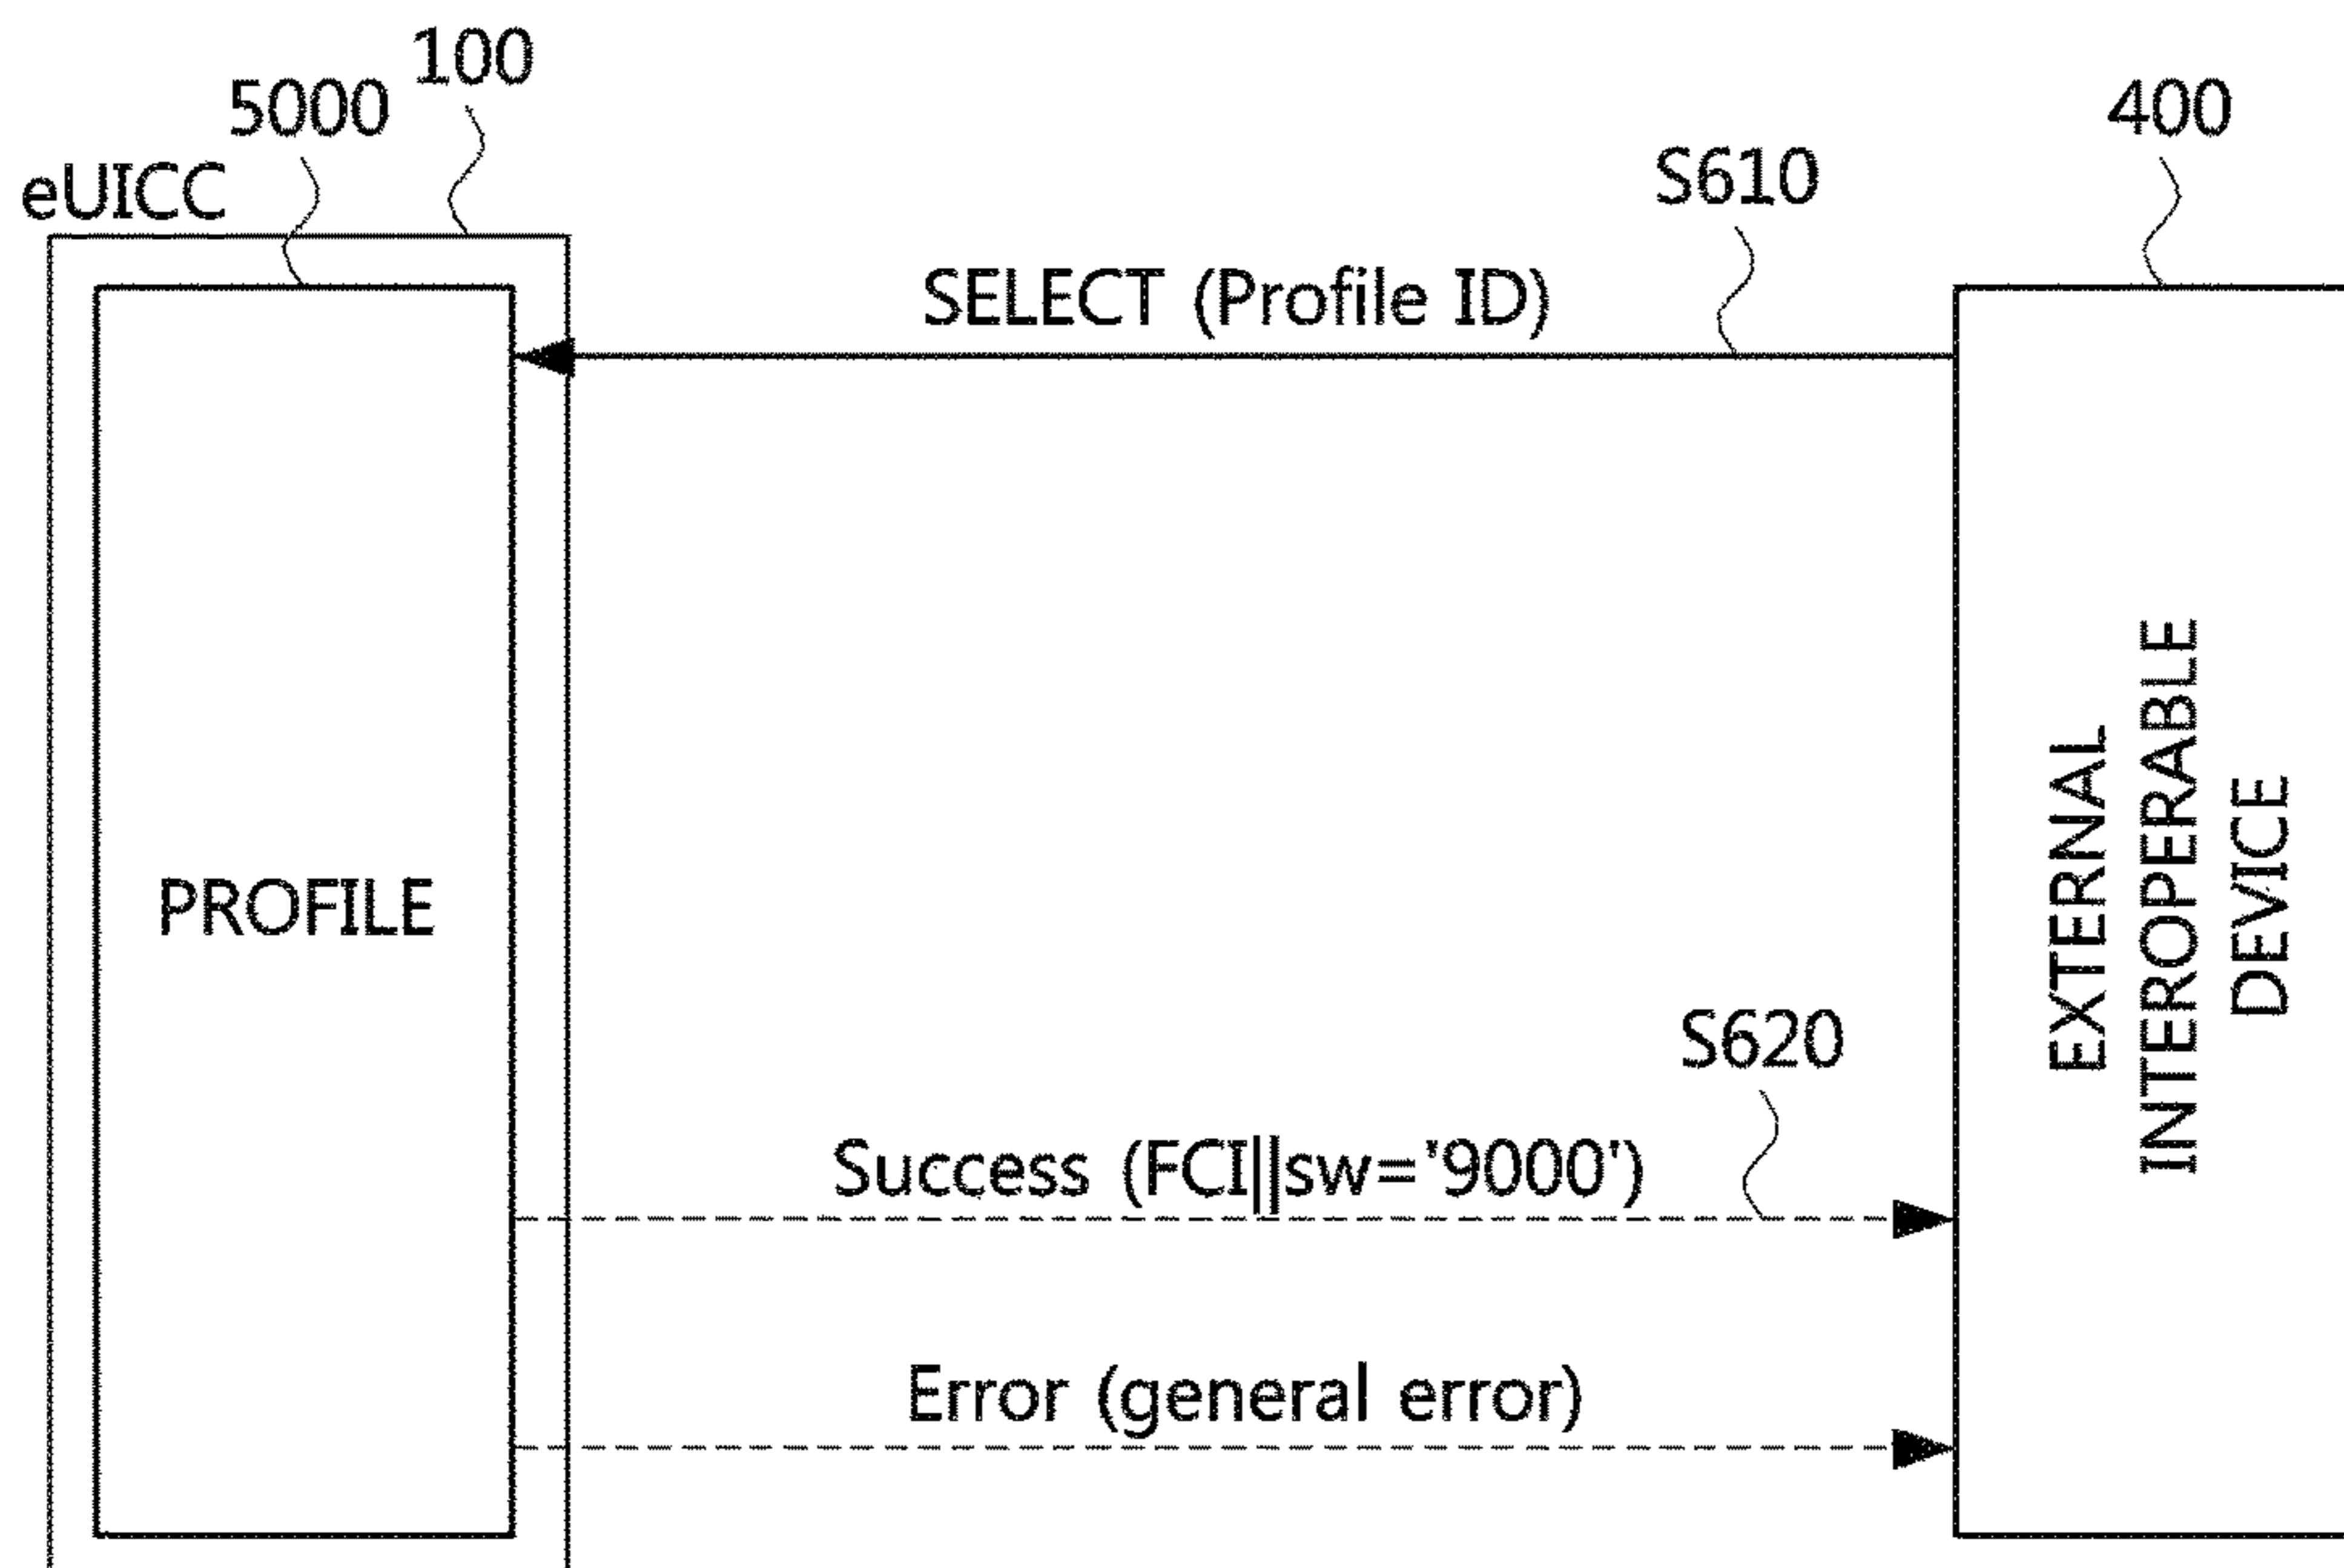 100
5000
400
eUICC
S610
SELECT (Profile ID)
PROFILE
EXTERNAL
INTEROPERABLE
DEVICE
S620
Success (FCI||sw='9000')
Error (general error)